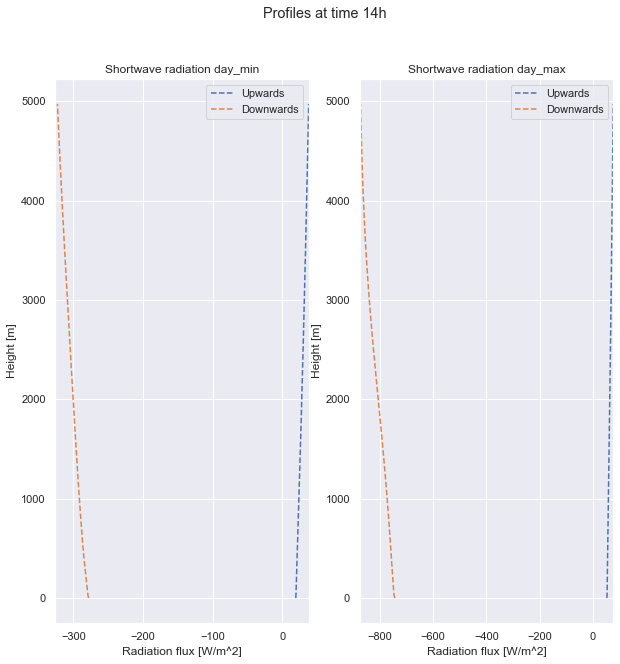 Profiles at time 14h
Shortwave radiation day_min
Upwards
Downwards
5000
4000
3000
2000
1000
0
Height [m]
−300
−200
−100
0
Radiation flux [W/m^2]
Shortwave radiation day_max
Upwards
Downwards
5000
4000
3000
2000
1000
0
Height [m]
−800
−600
−400
−200
0
Radiation flux [W/m^2]